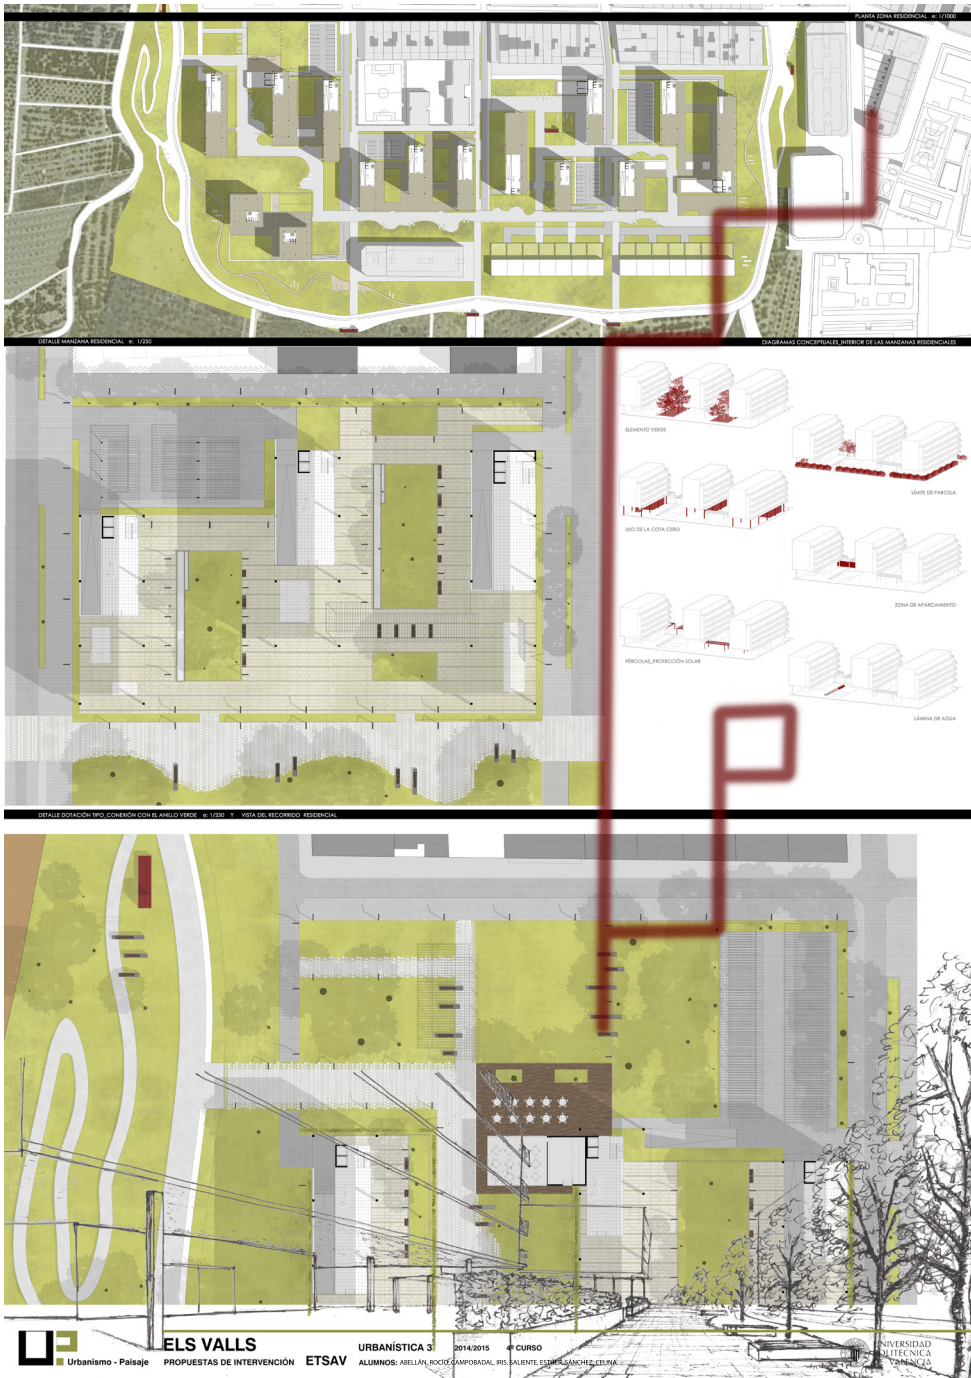 PLANTA ZONA RESIDENCIAL e: 1/1000
DETALLE MANZANA RESIDENCIAL e: 1/250
DIAGRAMAS CONCEPTUALES_INTERIOR DE LAS MANZANAS RESIDENCIALES
ELEMENTO VERDE
LÍMITE DE PARCELA
USO DE LA COTA CERO
ZONA DE APARCAMIENTO
PÉRGOLAS_PROTECCIÓN SOLAR
LÁMINA DE AGUA
DETALLE DOTACIÓN TIPO_CONEXIÓN CON EL ANILLO VERDE e: 1/250 Y VISTA DEL RECORRIDO RESIDENCIAL
UP
Urbanismo - Paisaje
ELS VALLS
PROPUESTAS DE INTERVENCIÓN ETSAV
URBANÍSTICA 3 2014/2015 4º CURSO
ALUMNOS: ABELLÁN, ROCÍO; CAMPOBADAL, IRIS; SALIENTE, ESTHER; SÁNCHEZ; CELINA
UNIVERSIDAD
POLITECNICA
DE VALENCIA